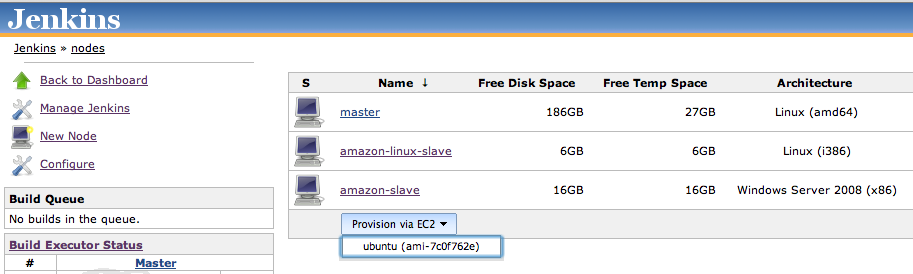 Jenkins
Jenkins » nodes
Back to Dashboard
Manage Jenkins
New Node
Configure
Build Queue
No builds in the queue.
Build Executor Status
# Master
S Name ↓ Free Disk Space Free Temp Space Architecture
master 186GB 27GB Linux (amd64)
amazon-linux-slave 6GB 6GB Linux (i386)
amazon-slave 16GB 16GB Windows Server 2008 (x86)
Provision via EC2
ubuntu (ami-7c0f762e)